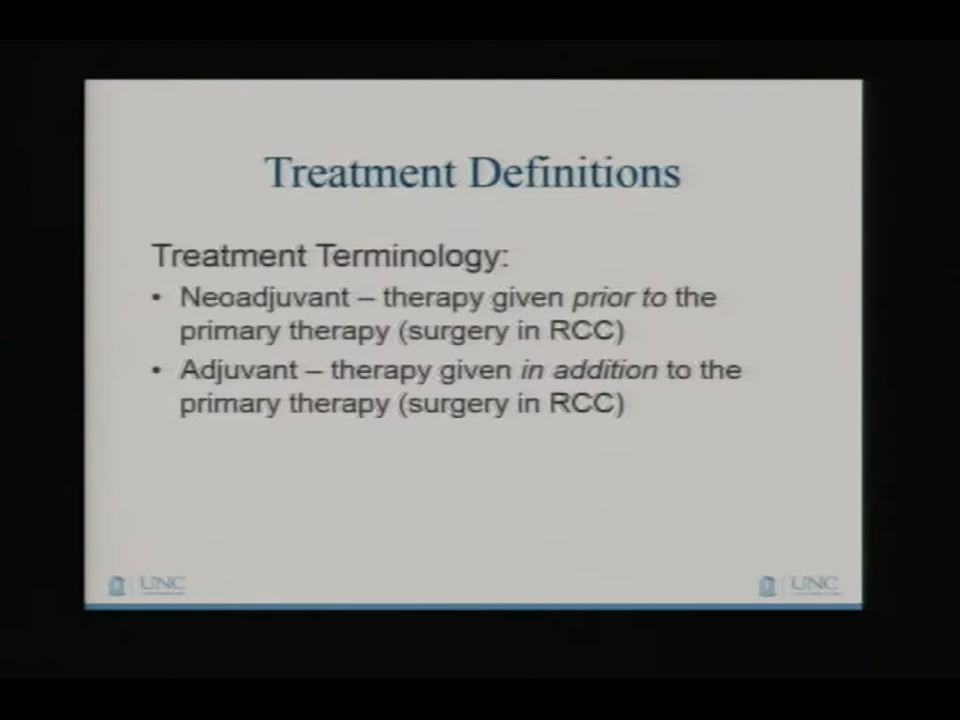 Treatment Definitions
Treatment Terminology:
• Neoadjuvant – therapy given prior to the
primary therapy (surgery in RCC)
• Adjuvant – therapy given in addition to the
primary therapy (surgery in RCC)
UNC
UNC